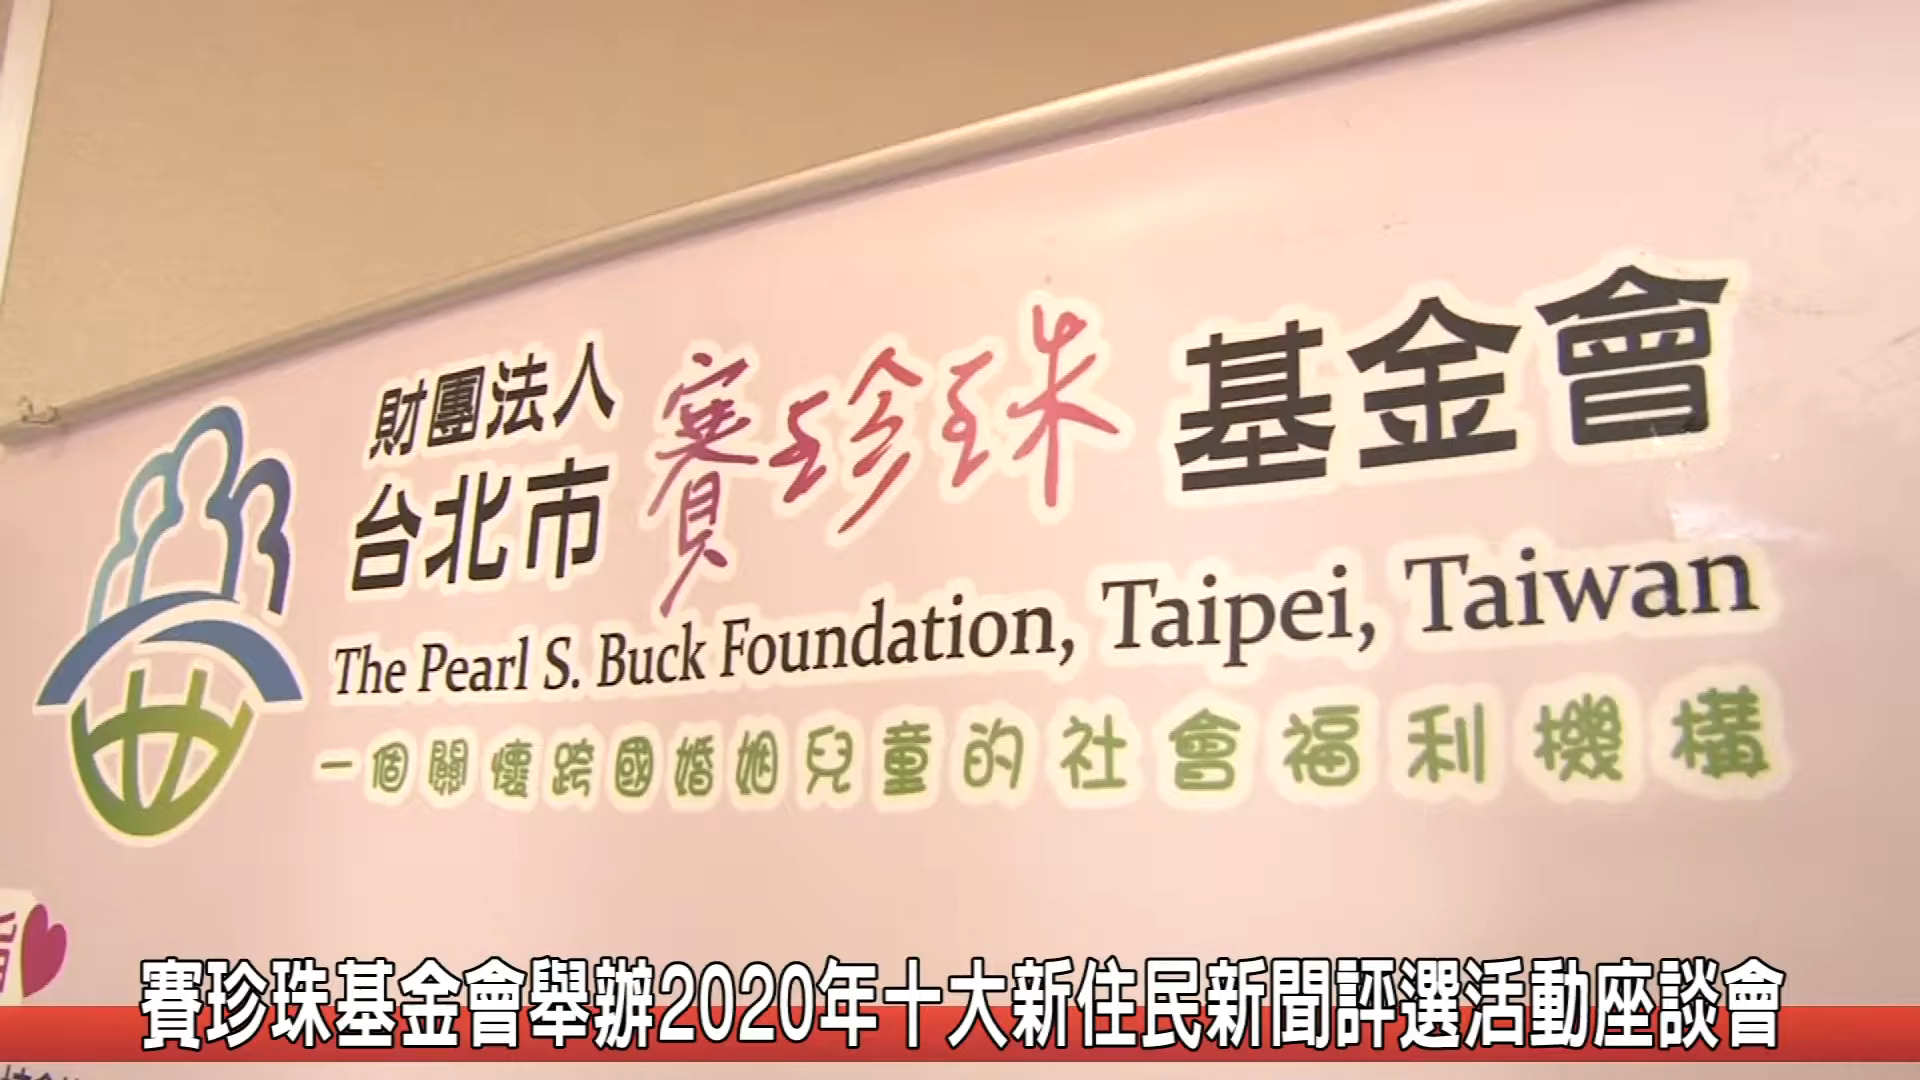 財團法人
台北市 賽珍珠 基金會
The Pearl S. Buck Foundation, Taipei, Taiwan
一個關懷跨國婚姻兒童的社會福利機構
賽珍珠基金會舉辦2020年十大新住民新聞評選活動座談會